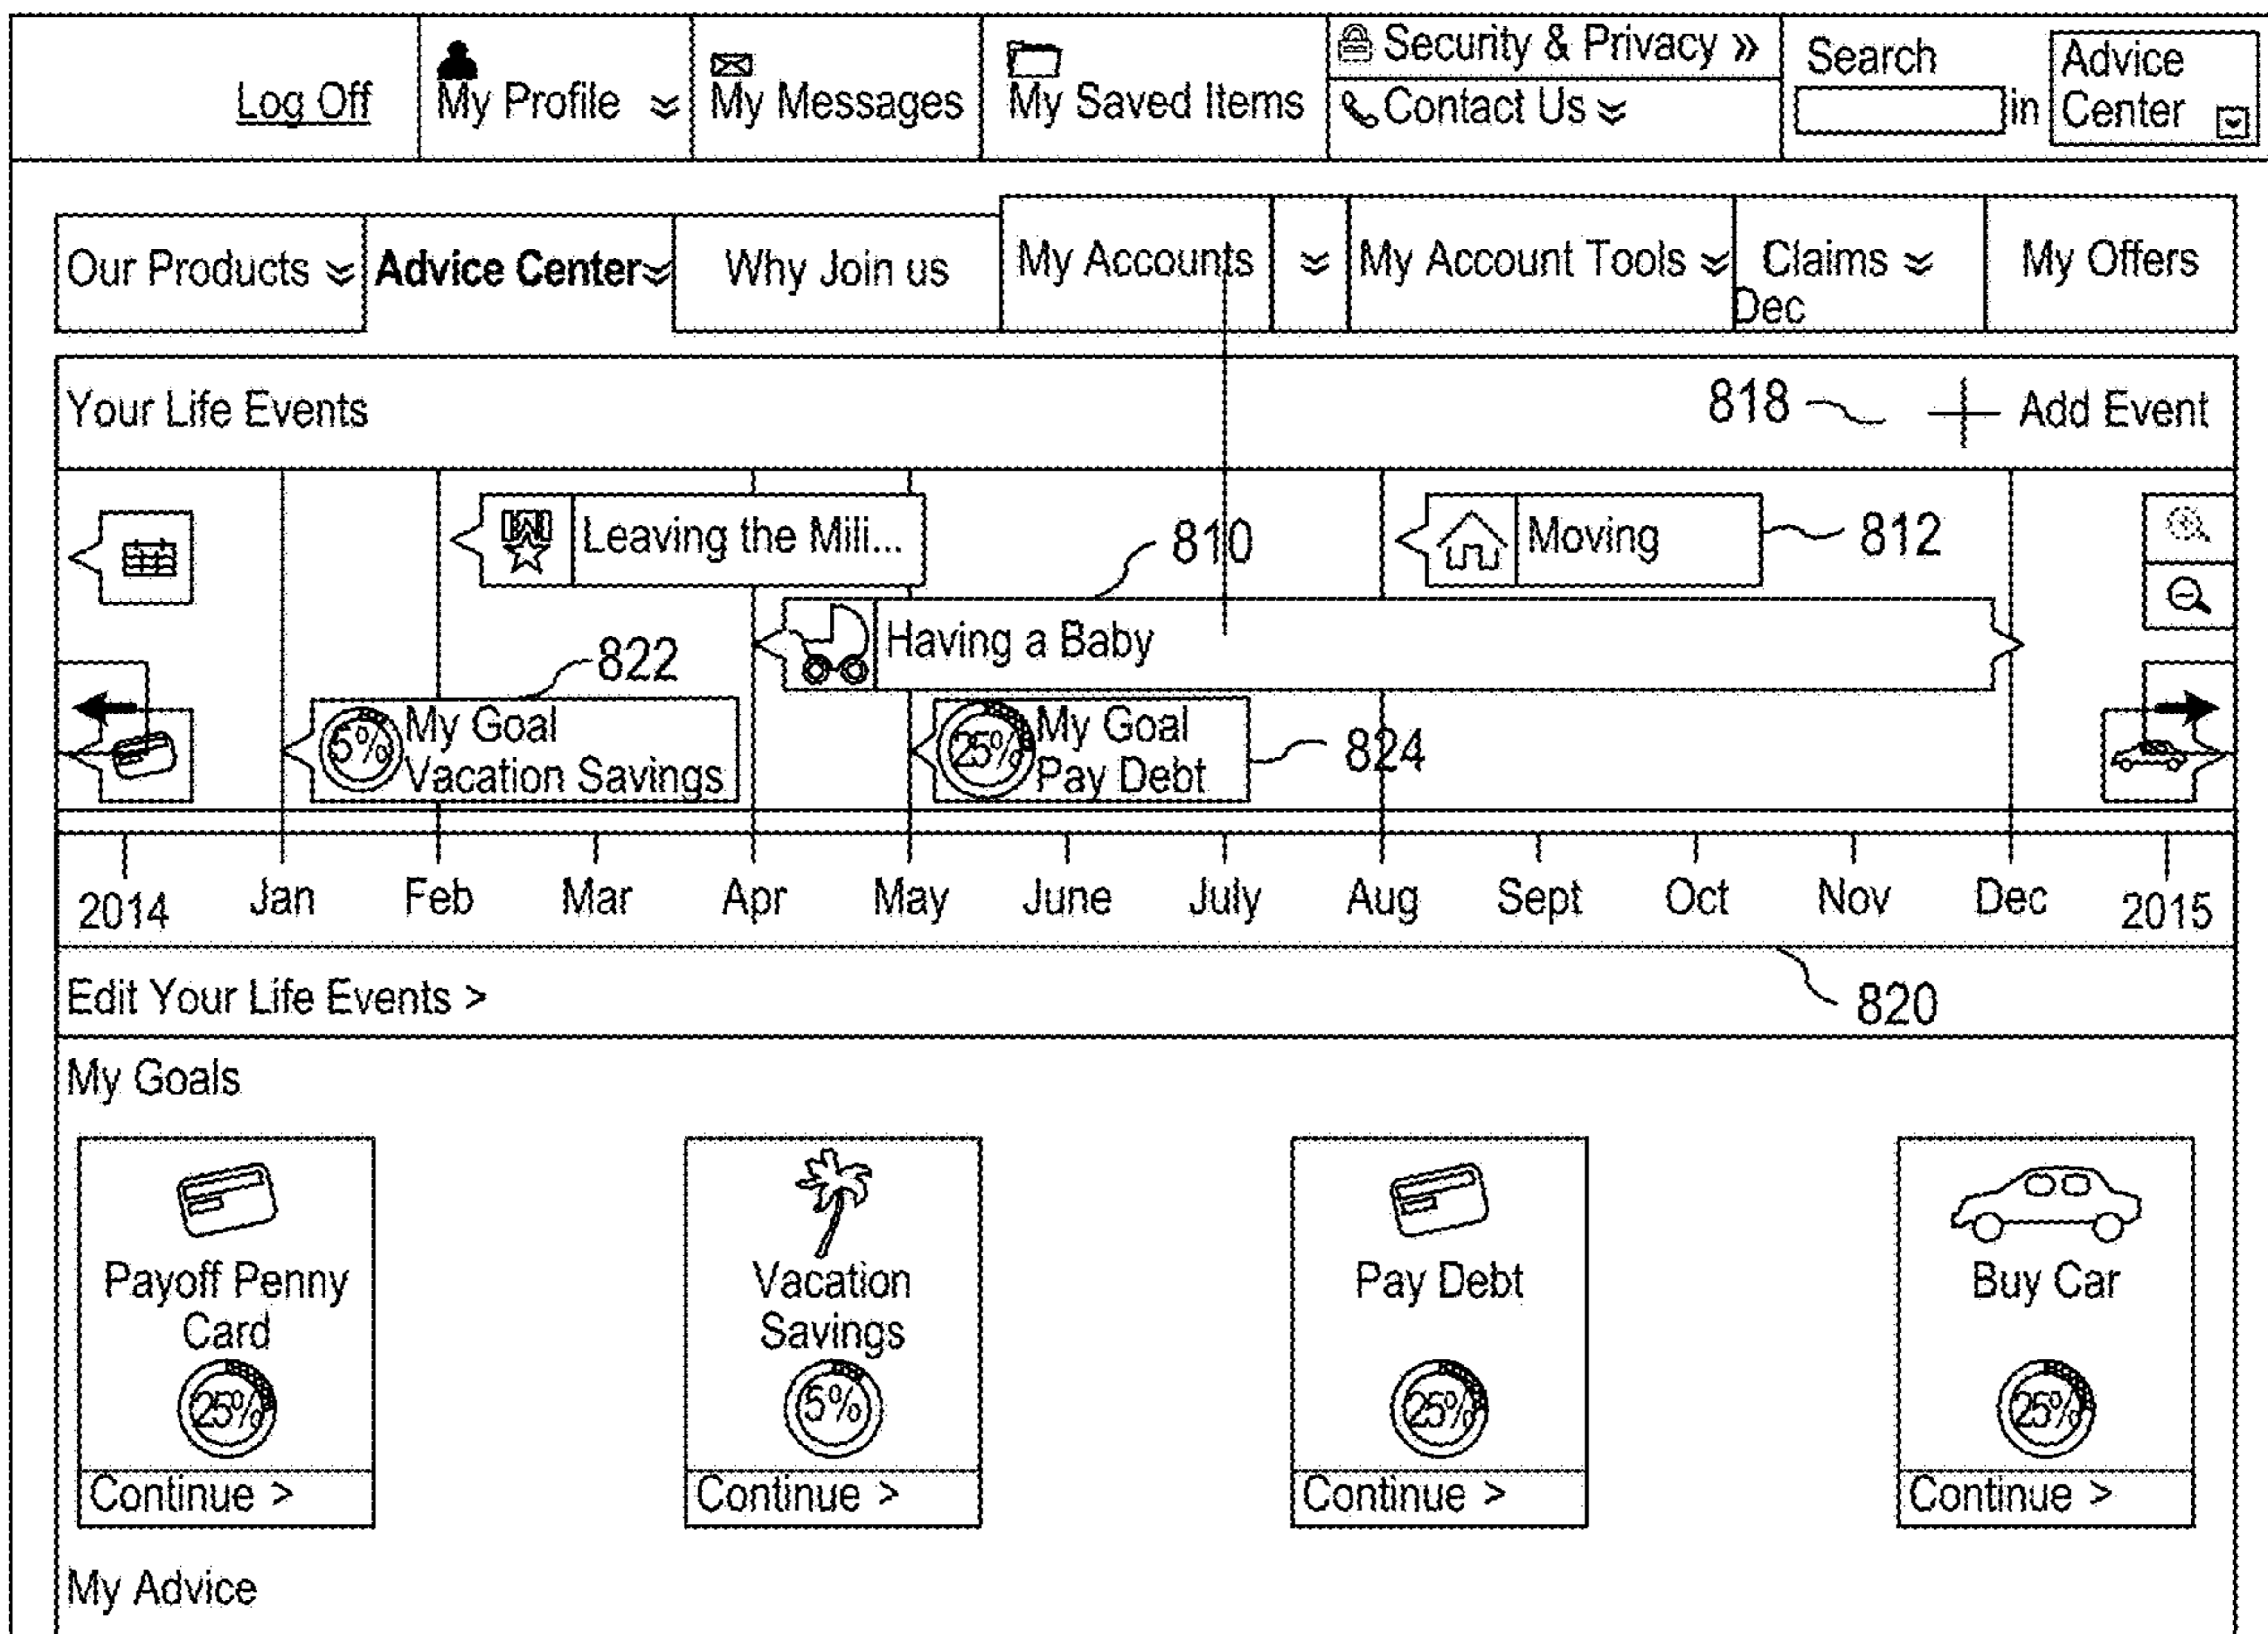 Log Off
My Profile
My Messages
My Saved Items
Security & Privacy »
Contact Us
Search
in
Advice
Center
Our Products
Advice Center
Why Join us
My Accounts
My Account Tools
Claims
Dec
My Offers
Your Life Events
818
Add Event
Leaving the Mili...
810
Moving
812
Having a Baby
822
5%
My Goal
Vacation Savings
25%
My Goal
Pay Debt
824
2014 Jan Feb Mar Apr May June July Aug Sept Oct Nov Dec 2015
Edit Your Life Events >
820
My Goals
Payoff Penny
Card
25%
Continue >
Vacation
Savings
5%
Continue >
Pay Debt
25%
Continue >
Buy Car
25%
Continue >
My Advice